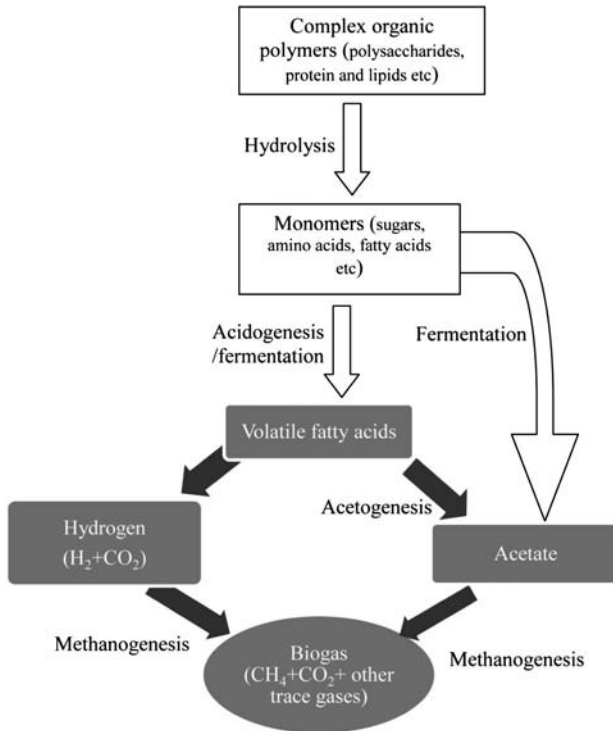 Complex organic
polymers (polysaccharides,
protein and lipids etc)
Hydrolysis
Monomers (sugars,
amino acids, fatty acids
etc)
Acidogenesis
/fermentation
Fermentation
Volatile fatty acids
Acetogenesis
Hydrogen
(H₂+CO₂)
Acetate
Methanogenesis
Biogas
(CH₄+CO₂+ other
trace gases)
Methanogenesis